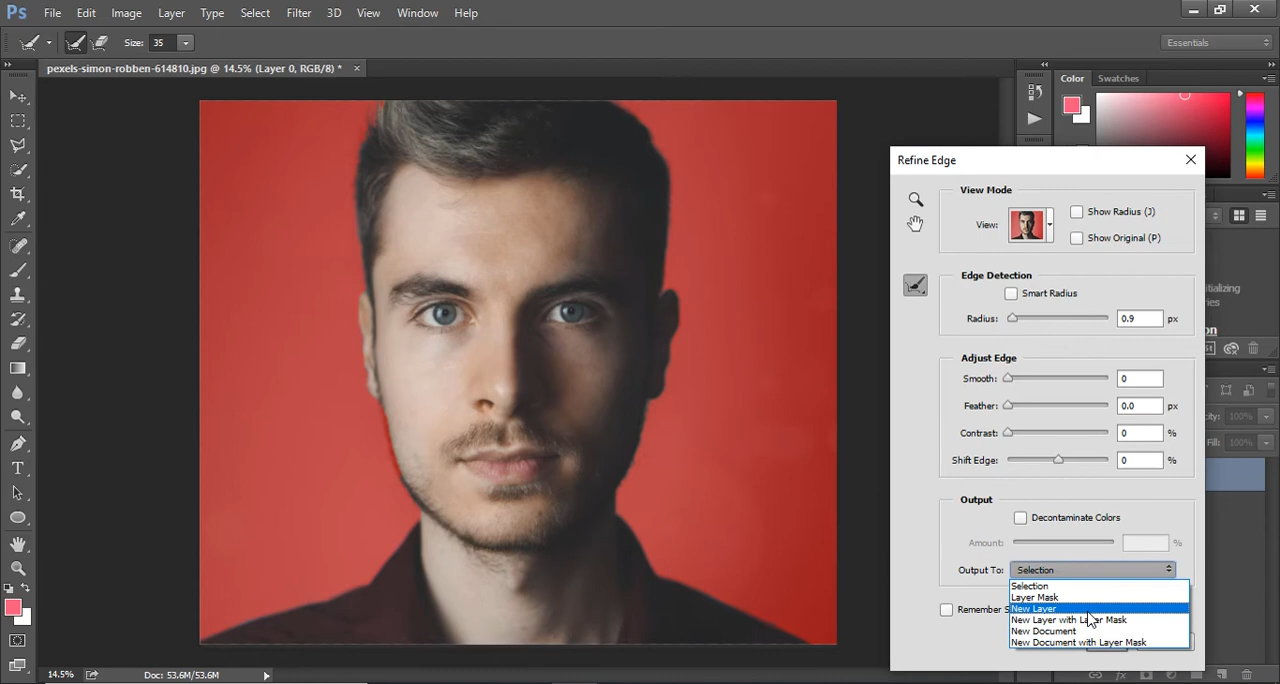 Ps File Edit Image Layer Type Select Filter 3D View Window Help
Size: 35
Essentials
pexels-simon-robben-614810.jpg @ 14.5% (Layer 0, RGB/8) * ×
Color Swatches
Refine Edge
View Mode
View:
Show Radius (J)
Show Original (P)
Edge Detection
Smart Radius
Radius: 0.9 px
Adjust Edge
Smooth: 0
Feather: 0.0 px
Contrast: 0 %
Shift Edge: 0 %
Output
Decontaminate Colors
Amount: %
Output To: Selection
Selection
Layer Mask
New Layer
New Layer with Layer Mask
New Document
New Document with Layer Mask
Remember S
Fill: 100%
100%
14.5% Doc: 53.6M/53.6M